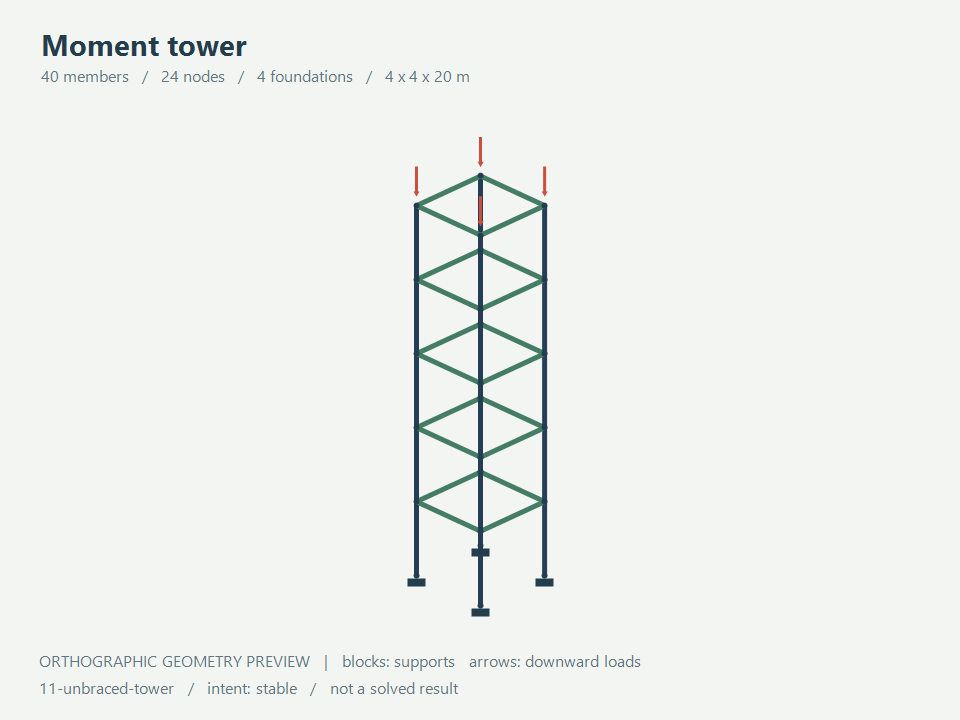 Moment tower
40 members / 24 nodes / 4 foundations / 4 x 4 x 20 m
ORTHOGRAPHIC GEOMETRY PREVIEW | blocks: supports arrows: downward loads
11-unbraced-tower / intent: stable / not a solved result